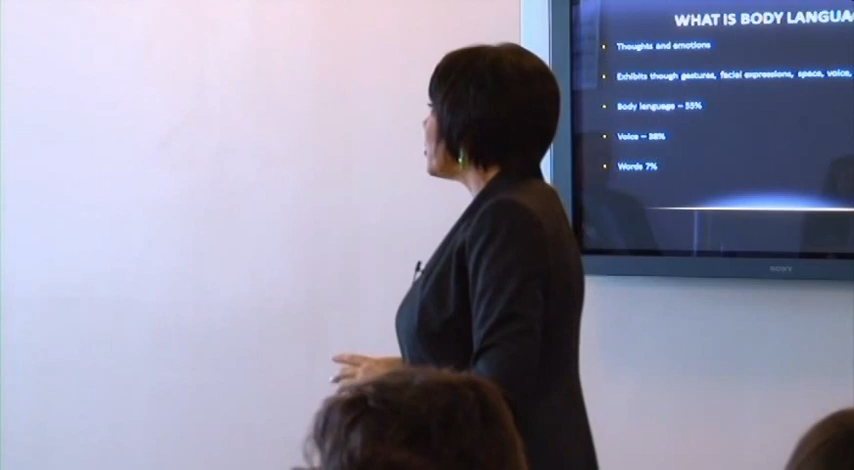 WHAT IS BODY LANGUA
Thoughts and emotions
Exhibits though gestures, facial expressions, space, voice,
Body language – 55%
Voice – 38%
Words 7%
SONY